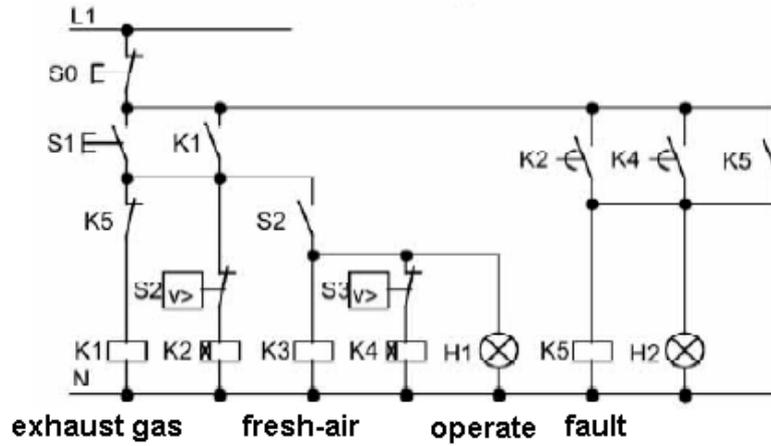 L1
S0
S1 K1 K2 K4 K5
K5 S2
S2 v> S3 v>
K1 K2 K3 K4 H1 K5 H2
N
exhaust gas fresh-air operate fault